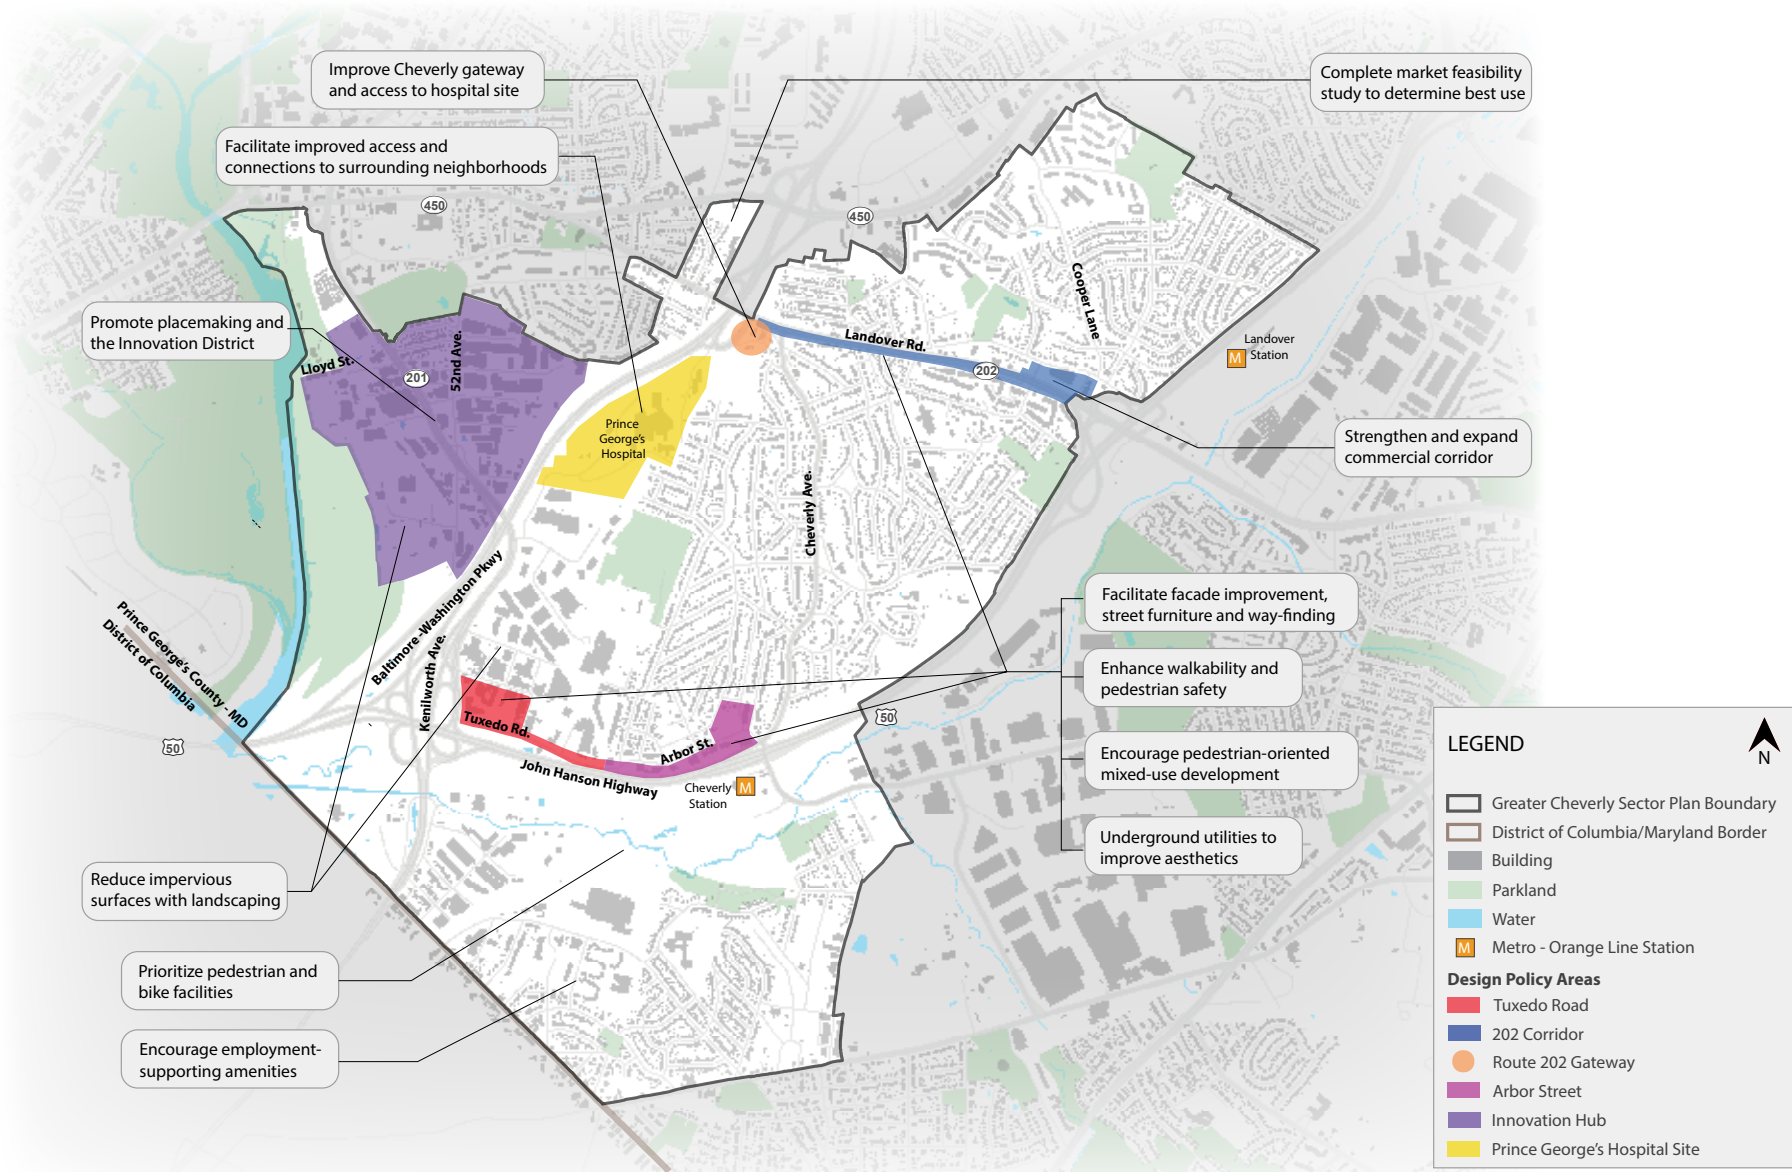 Improve Cheverly gateway
and access to hospital site
Complete market feasibility
study to determine best use
Facilitate improved access and
connections to surrounding neighborhoods
450
450
Cooper Lane
Promote placemaking and
the Innovation District
Lloyd St.
52nd Ave.
201
Landover Rd.
202
Landover
Station
M
Prince
George's
Hospital
Strengthen and expand
commercial corridor
Cheverly Ave.
Baltimore-Washington Pkwy
Kenilworth Ave.
Prince George's County - MD
District of Columbia
Facilitate facade improvement,
street furniture and way-finding
Enhance walkability and
pedestrian safety
50
50
Tuxedo Rd.
Arbor St.
John Hanson Highway
Cheverly
Station
M
Encourage pedestrian-oriented
mixed-use development
Underground utilities to
improve aesthetics
Reduce impervious
surfaces with landscaping
Prioritize pedestrian and
bike facilities
Encourage employment-
supporting amenities
LEGEND
N
Greater Cheverly Sector Plan Boundary
District of Columbia/Maryland Border
Building
Parkland
Water
M
Metro - Orange Line Station
Design Policy Areas
Tuxedo Road
202 Corridor
Route 202 Gateway
Arbor Street
Innovation Hub
Prince George's Hospital Site